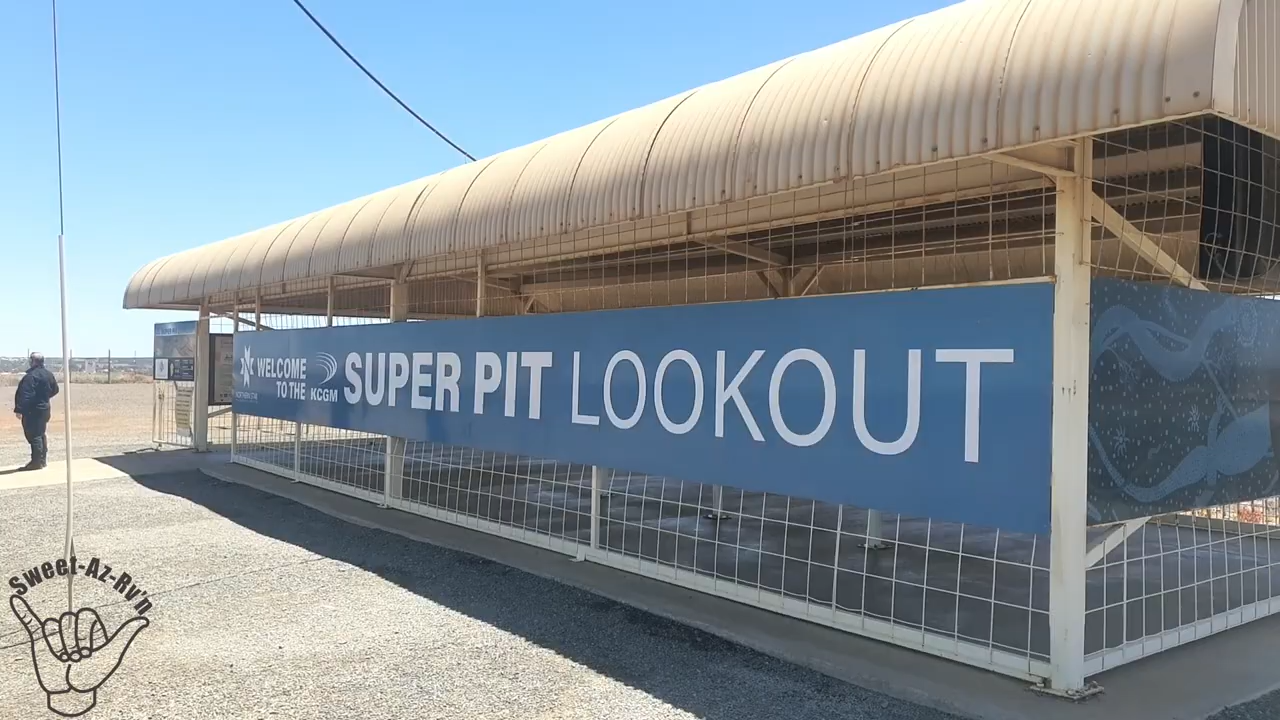 WELCOME
TO THE
KCGM
SUPER PIT LOOKOUT
Sweet-Az-Rv'n